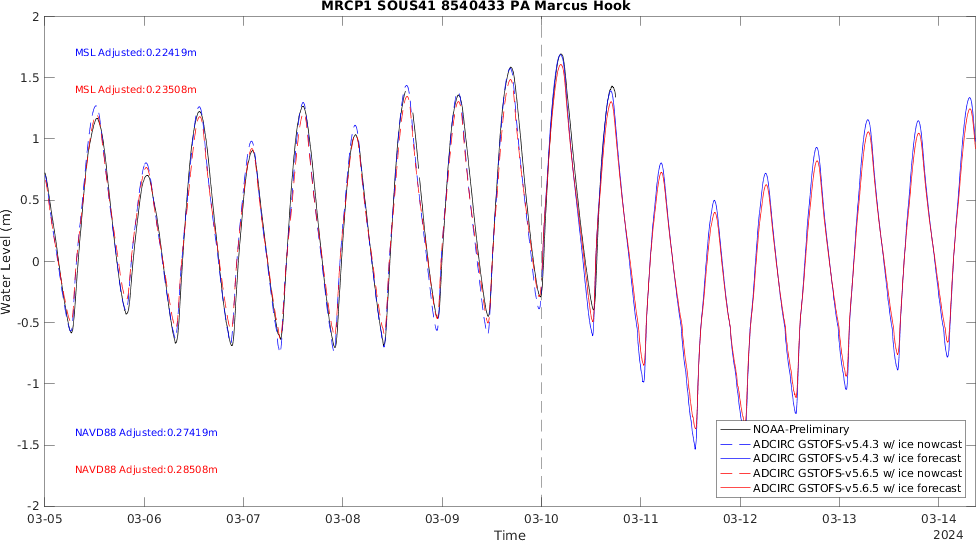 MRCP1 SOUS41 8540433 PA Marcus Hook
2
1.5
1
0.5
0
-0.5
-1
-1.5
-2
Water Level (m)
MSL Adjusted:0.22419m
MSL Adjusted:0.23508m
NAVD88 Adjusted:0.27419m
NAVD88 Adjusted:0.28508m
NOAA-Preliminary
ADCIRC GSTOFS-v5.4.3 w/ ice nowcast
ADCIRC GSTOFS-v5.4.3 w/ ice forecast
ADCIRC GSTOFS-v5.6.5 w/ ice nowcast
ADCIRC GSTOFS-v5.6.5 w/ ice forecast
03-05 03-06 03-07 03-08 03-09 03-10 03-11 03-12 03-13 03-14
Time
2024